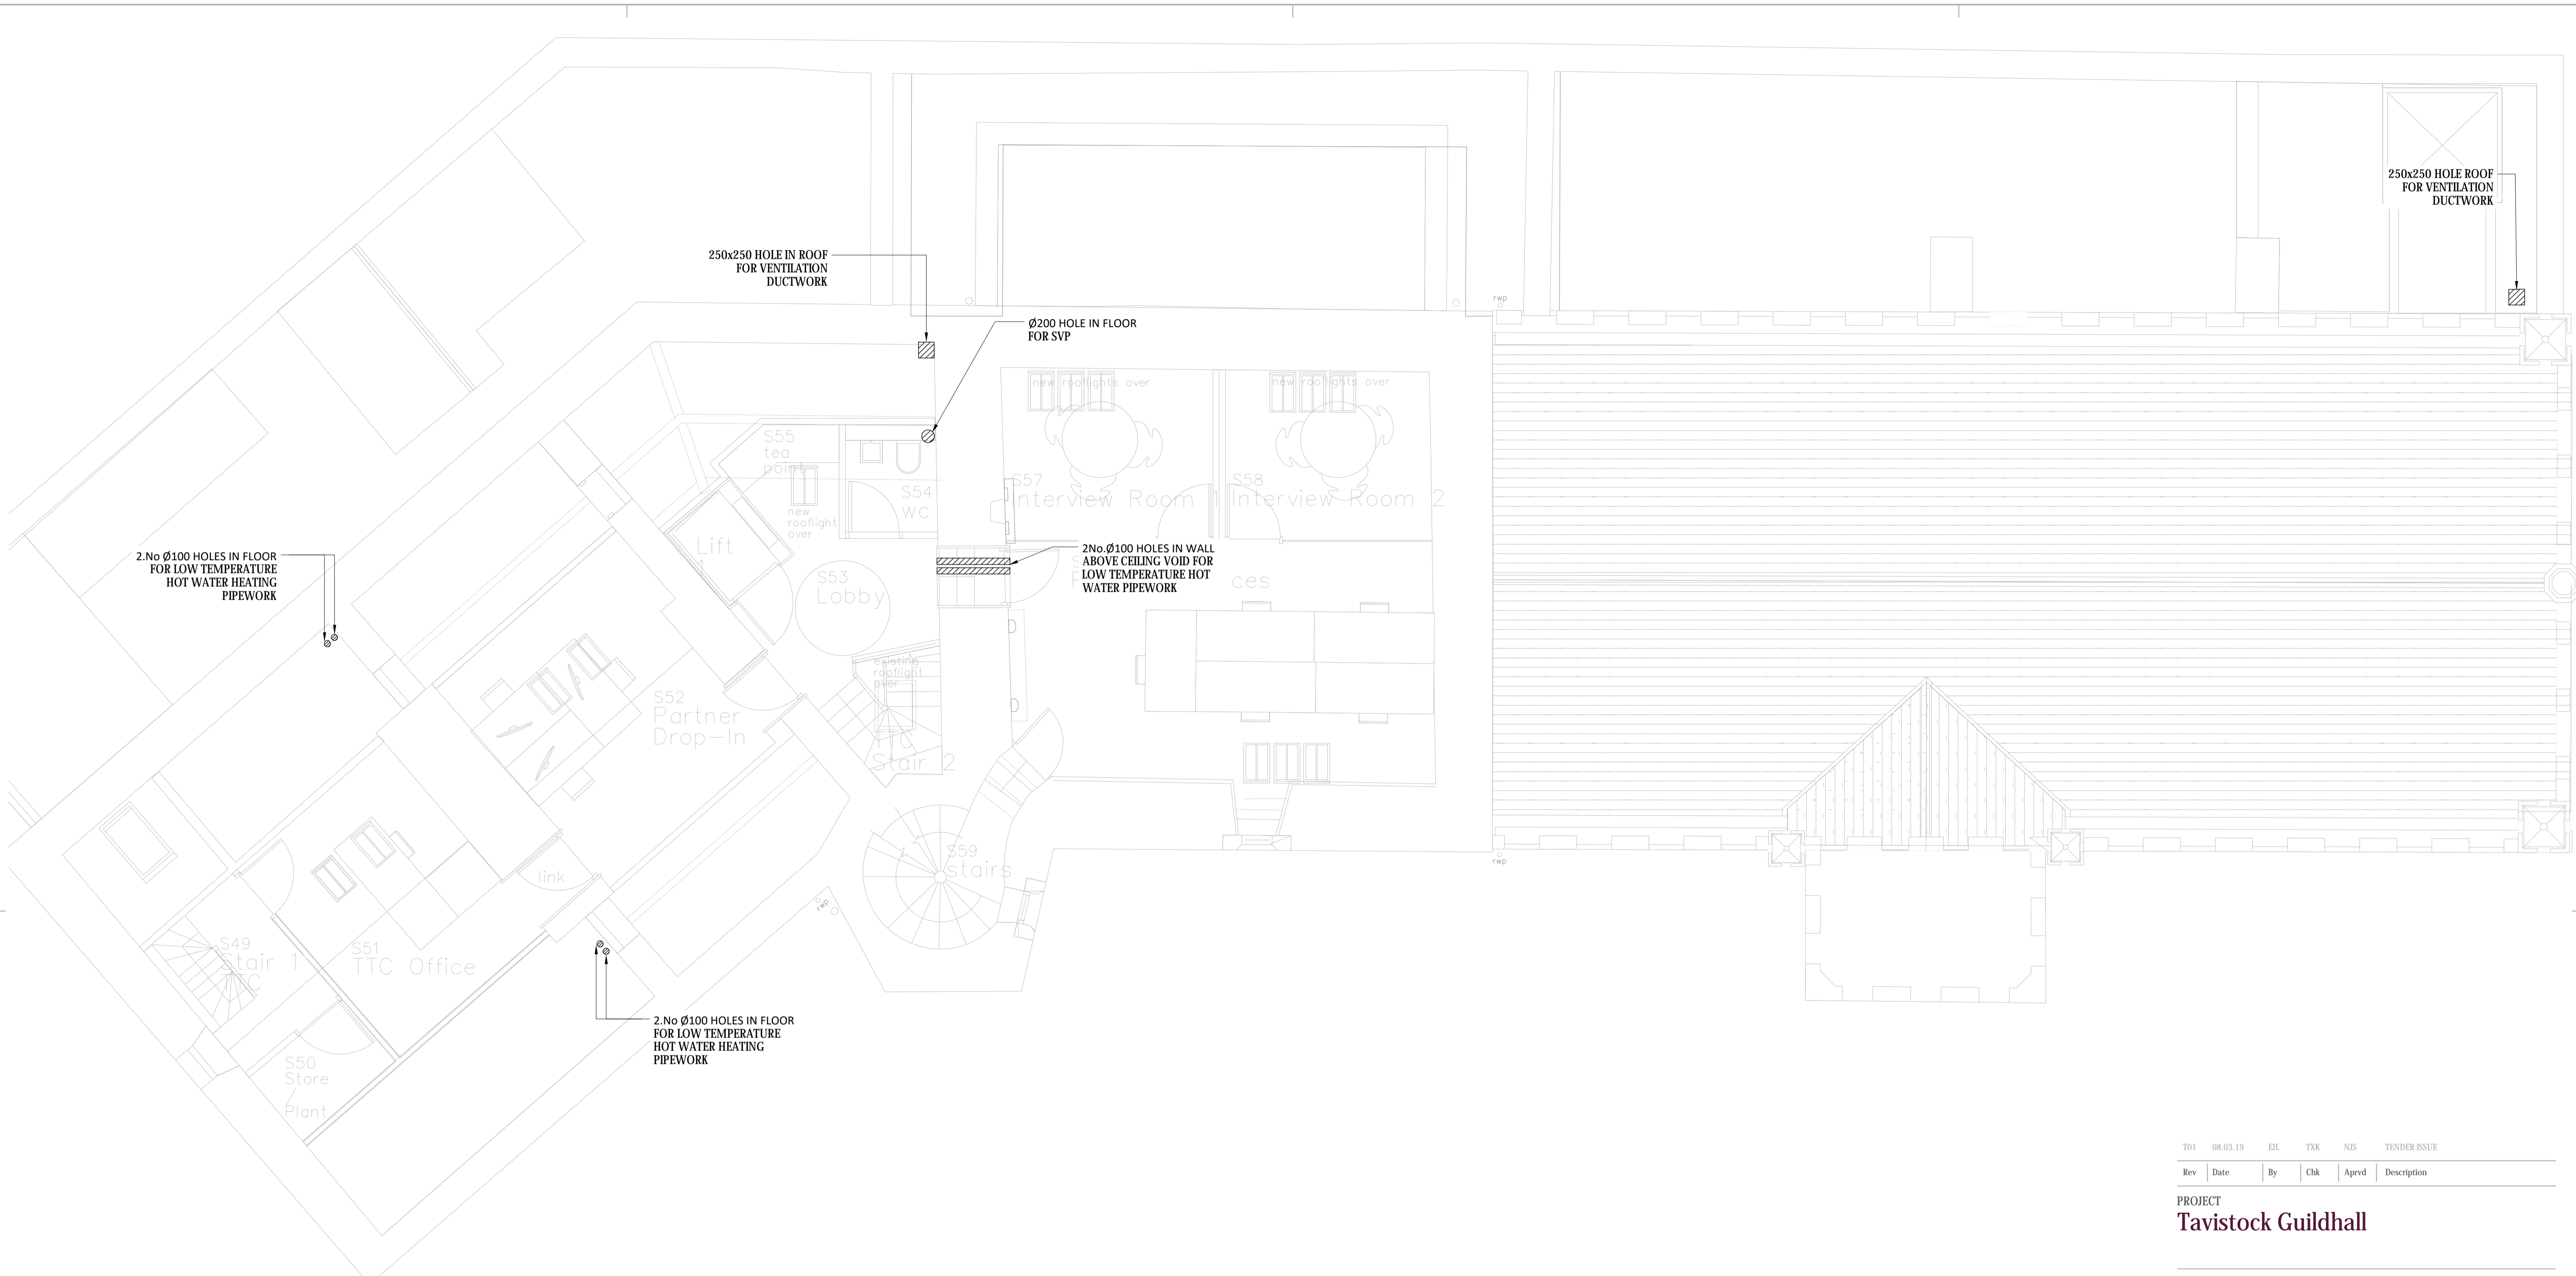 250x250 HOLE ROOF
FOR VENTILATION
DUCTWORK
250x250 HOLE IN ROOF
FOR VENTILATION
DUCTWORK
rwp
Ø200 HOLE IN FLOOR
FOR SVP
new rooflights over
new rooflights over
S55
tea
point
S54
WC
new
rooflight
over
S57
Interview Room 1
S58
Interview Room 2
2.No Ø100 HOLES IN FLOOR
FOR LOW TEMPERATURE
HOT WATER HEATING
PIPEWORK
Lift
1
S53
Lobby
2No.Ø100 HOLES IN WALL
ABOVE CEILING VOID FOR
LOW TEMPERATURE HOT
WATER PIPEWORK
ces
existing
rooflight
over
S52
Partner
Drop-In
TTC
Stair 2
S59
stairs
rwp
link
rwp
S49
Stair 1
TTC
S51
TTC Office
2.No Ø100 HOLES IN FLOOR
FOR LOW TEMPERATURE
HOT WATER HEATING
PIPEWORK
S50
Store
/
Plant
T01 08.03.19 EJL TXK NJS TENDER ISSUE
Rev Date By Chk Aprvd Description
PROJECT
Tavistock Guildhall